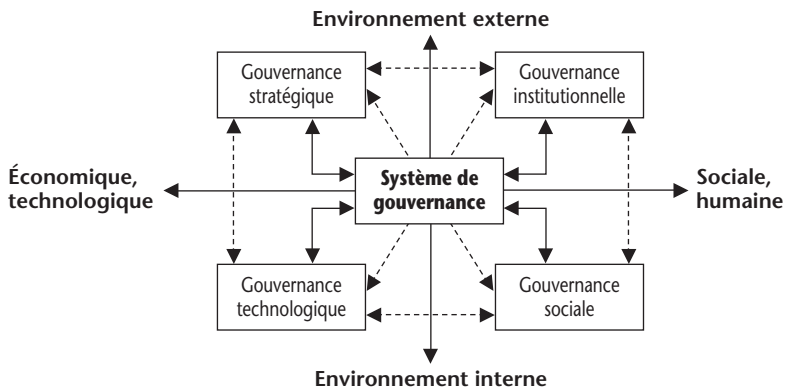 Environnement externe
Gouvernance
stratégique
Gouvernance
institutionnelle
Économique,
technologique
Système de
gouvernance
Sociale,
humaine
Gouvernance
technologique
Gouvernance
sociale
Environnement interne